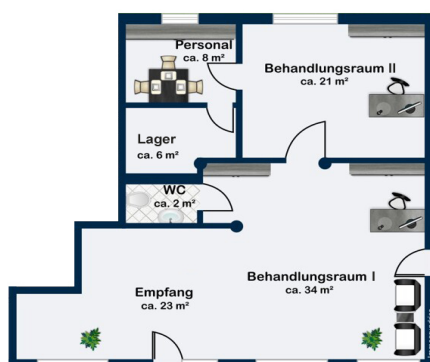 Personal
ca. 8 m²
Behandlungsraum II
ca. 21 m²
Lager
ca. 6 m²
WC
ca. 2 m²
Empfang
ca. 23 m²
Behandlungsraum I
ca. 34 m²